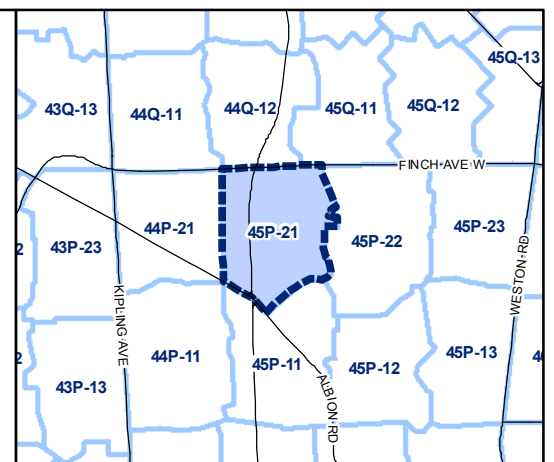 45Q-13
43Q-13
44Q-11
44Q-12
45Q-11
45Q-12
FINCH AVE W
2
43P-23
44P-21
45P-21
45P-22
45P-23
KIPLING AVE
WESTON RD
2
43P-13
44P-11
45P-11
ALBION RD
45P-12
45P-13